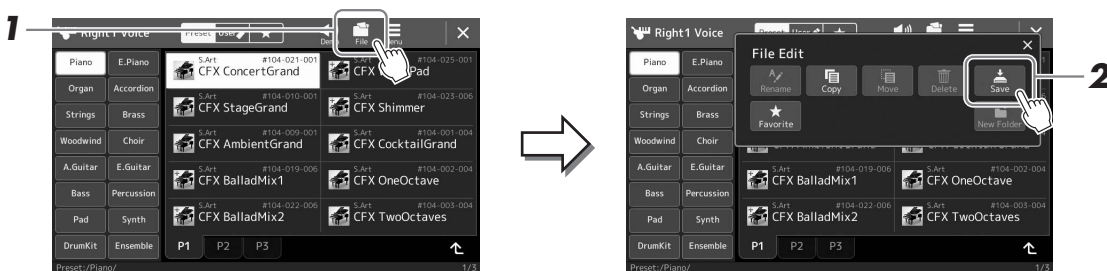 1
Right1 Voice
Preset User
File
Menu
Piano E.Piano
Organ Accordion
Strings Brass
Woodwind Choir
A.Guitar E.Guitar
Bass Percussion
Pad Synth
DrumKit Ensemble
S.Art #104-021-001
CFX ConcertGrand
S.Art #104-025-001
CFX Pad
S.Art #104-010-001
CFX StageGrand
S.Art #104-023-006
CFX Shimmer
S.Art #104-009-001
CFX AmbientGrand
S.Art #104-001-004
CFX CocktailGrand
S.Art #104-019-006
CFX BalladMix1
S.Art #104-002-004
CFX OneOctave
S.Art #104-022-006
CFX BalladMix2
S.Art #104-003-004
CFX TwoOctaves
P1 P2 P3
Preset:/Piano/ 1/3
Right1 Voice
Preset User
File Edit
Rename Copy Move Delete Save
Favorite New Folder
2
Piano
Organ Accordion
Strings Brass
Woodwind Choir
A.Guitar E.Guitar
Bass Percussion
Pad Synth
DrumKit Ensemble
S.Art #104-019-006
CFX BalladMix1
S.Art #104-002-004
CFX OneOctave
S.Art #104-022-006
CFX BalladMix2
S.Art #104-003-004
CFX TwoOctaves
P1 P2 P3
Preset:/Piano/ 1/3